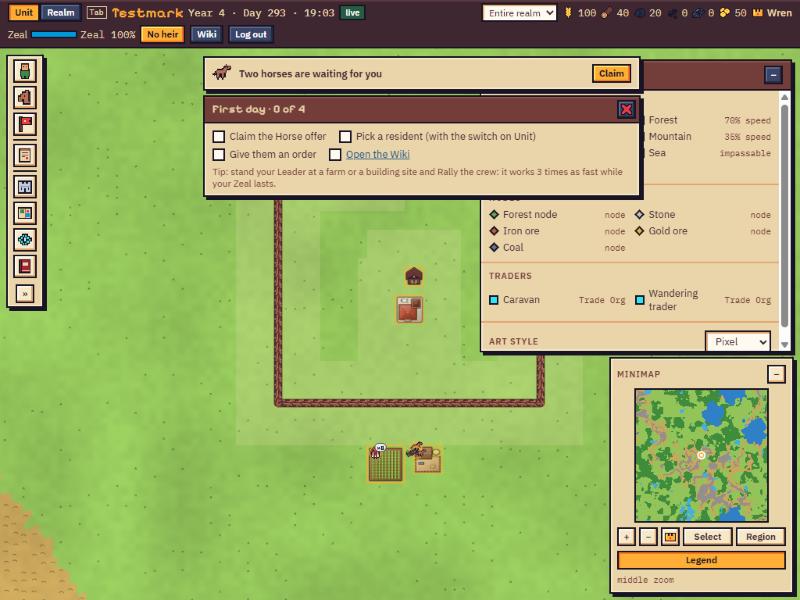 Unit Realm Tab Testmark Year 4 · Day 293 · 19:03 live Entire realm 100 40 20 0 0 50 Wren
Zeal Zeal 100% No heir Wiki Log out
Two horses are waiting for you Claim
First day · 0 of 4
Claim the Horse offer Pick a resident (with the switch on Unit)
Give them an order Open the Wiki
Tip: stand your Leader at a farm or a building site and Rally the crew: it works 3 times as fast while
your Zeal lasts.
Forest 70% speed
Mountain 35% speed
Sea impassable
Forest node node Stone node
Iron ore node Gold ore node
Coal node
TRADERS
Caravan Trade Org Wandering trader Trade Org
ART STYLE Pixel
MINIMAP
+ − Select Region
Legend
middle zoom
»